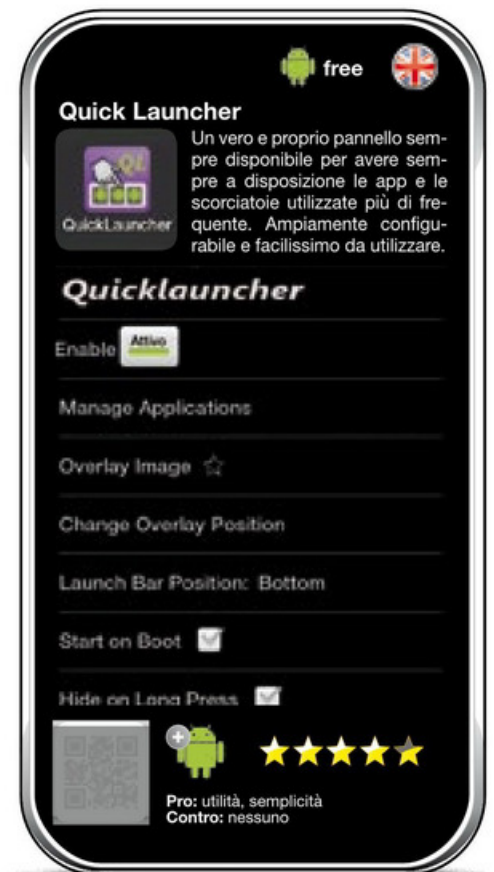 free
Quick Launcher
Un vero e proprio pannello sem-
pre disponibile per avere sem-
pre a disposizione le app e le
scorciatoie utilizzate più di fre-
quente. Ampiamente configu-
rabile e facilissimo da utilizzare.
QL
QuickLauncher
Quicklauncher
Enable Attivo
Manage Applications
Overlay Image
Change Overlay Position
Launch Bar Position: Bottom
Start on Boot
Hide on Long Press
Pro: utilità, semplicità
Contro: nessuno